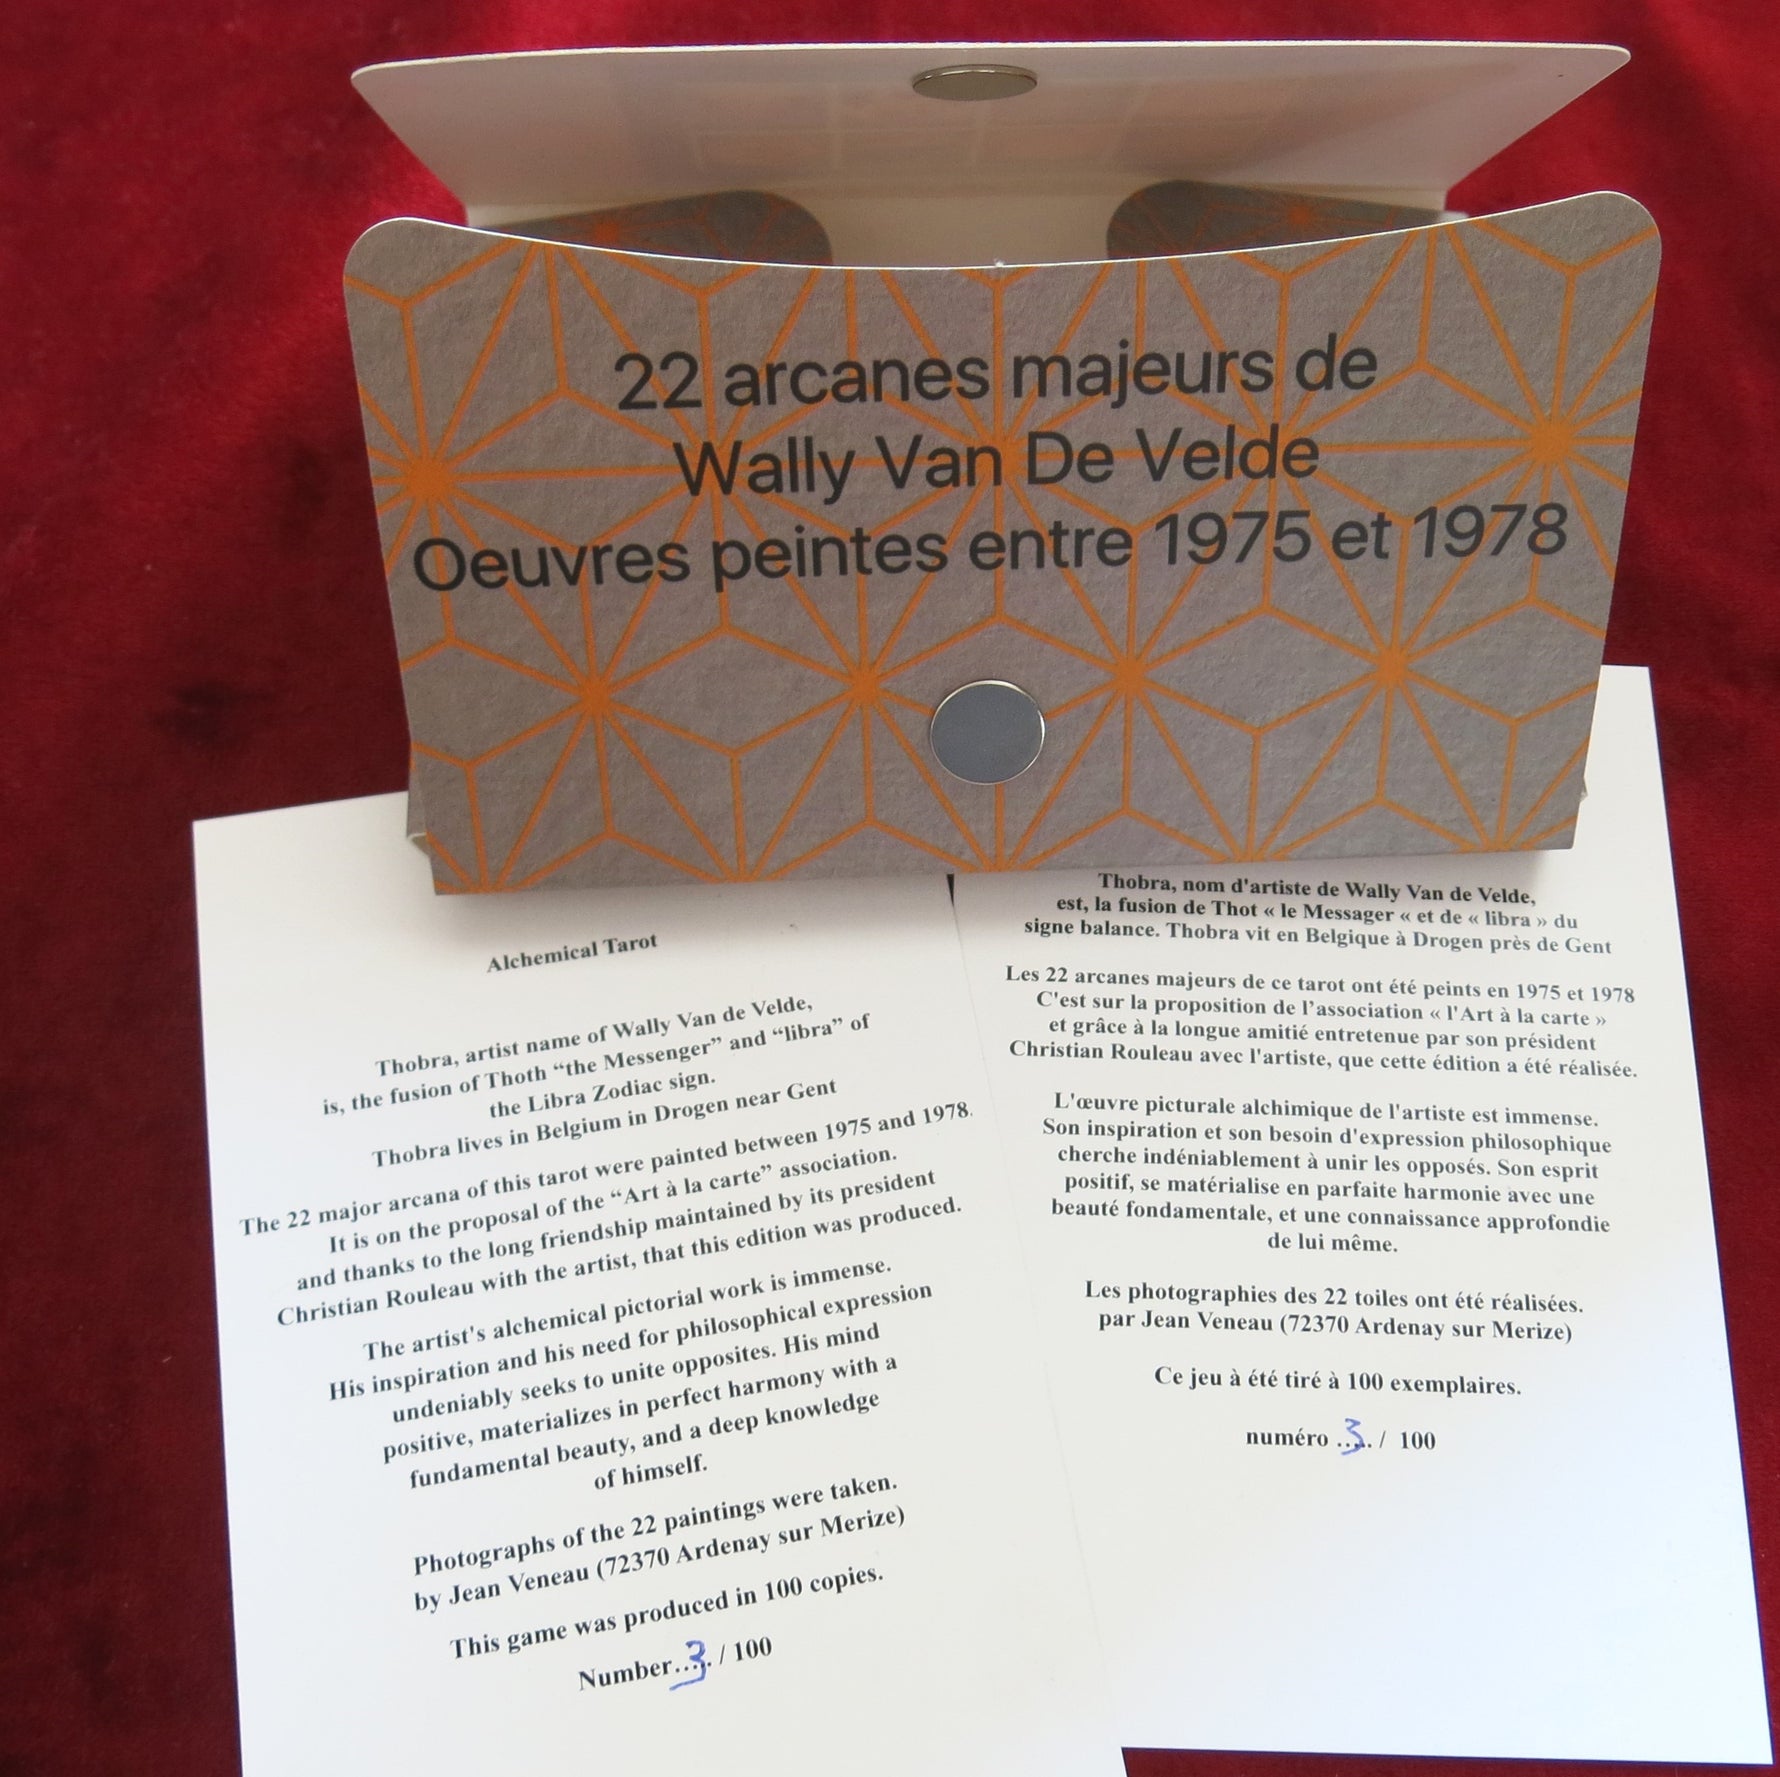 22 arcanes majeurs de
Wally Van De Velde
Oeuvres peintes entre 1975 et 1978
Alchemical Tarot
Thobra, artist name of Wally Van de Velde,
is, the fusion of Thoth “the Messenger” and “libra” of
the Libra Zodiac sign.
Thobra lives in Belgium in Drogen near Gent
The 22 major arcana of this tarot were painted between 1975 and 1978.
It is on the proposal of the “Art à la carte” association.
and thanks to the long friendship maintained by its president
Christian Rouleau with the artist, that this edition was produced.
The artist's alchemical pictorial work is immense.
His inspiration and his need for philosophical expression
undeniably seeks to unite opposites. His mind
positive, materializes in perfect harmony with a
fundamental beauty, and a deep knowledge
of himself.
Photographs of the 22 paintings were taken.
by Jean Veneau (72370 Ardenay sur Merize)
This game was produced in 100 copies.
Number..3.. / 100
Thobra, nom d'artiste de Wally Van de Velde,
est, la fusion de Thot « le Messager « et de « libra » du
signe balance. Thobra vit en Belgique à Drogen près de Gent
Les 22 arcanes majeurs de ce tarot ont été peints en 1975 et 1978
C'est sur la proposition de l’association « l'Art à la carte »
et grâce à la longue amitié entretenue par son président
Christian Rouleau avec l'artiste, que cette édition a été réalisée.
L'œuvre picturale alchimique de l'artiste est immense.
Son inspiration et son besoin d'expression philosophique
cherche indéniablement à unir les opposés. Son esprit
positif, se matérialise en parfaite harmonie avec une
beauté fondamentale, et une connaissance approfondie
de lui même.
Les photographies des 22 toiles ont été réalisées.
par Jean Veneau (72370 Ardenay sur Merize)
Ce jeu à été tiré à 100 exemplaires.
numéro ..3.. / 100